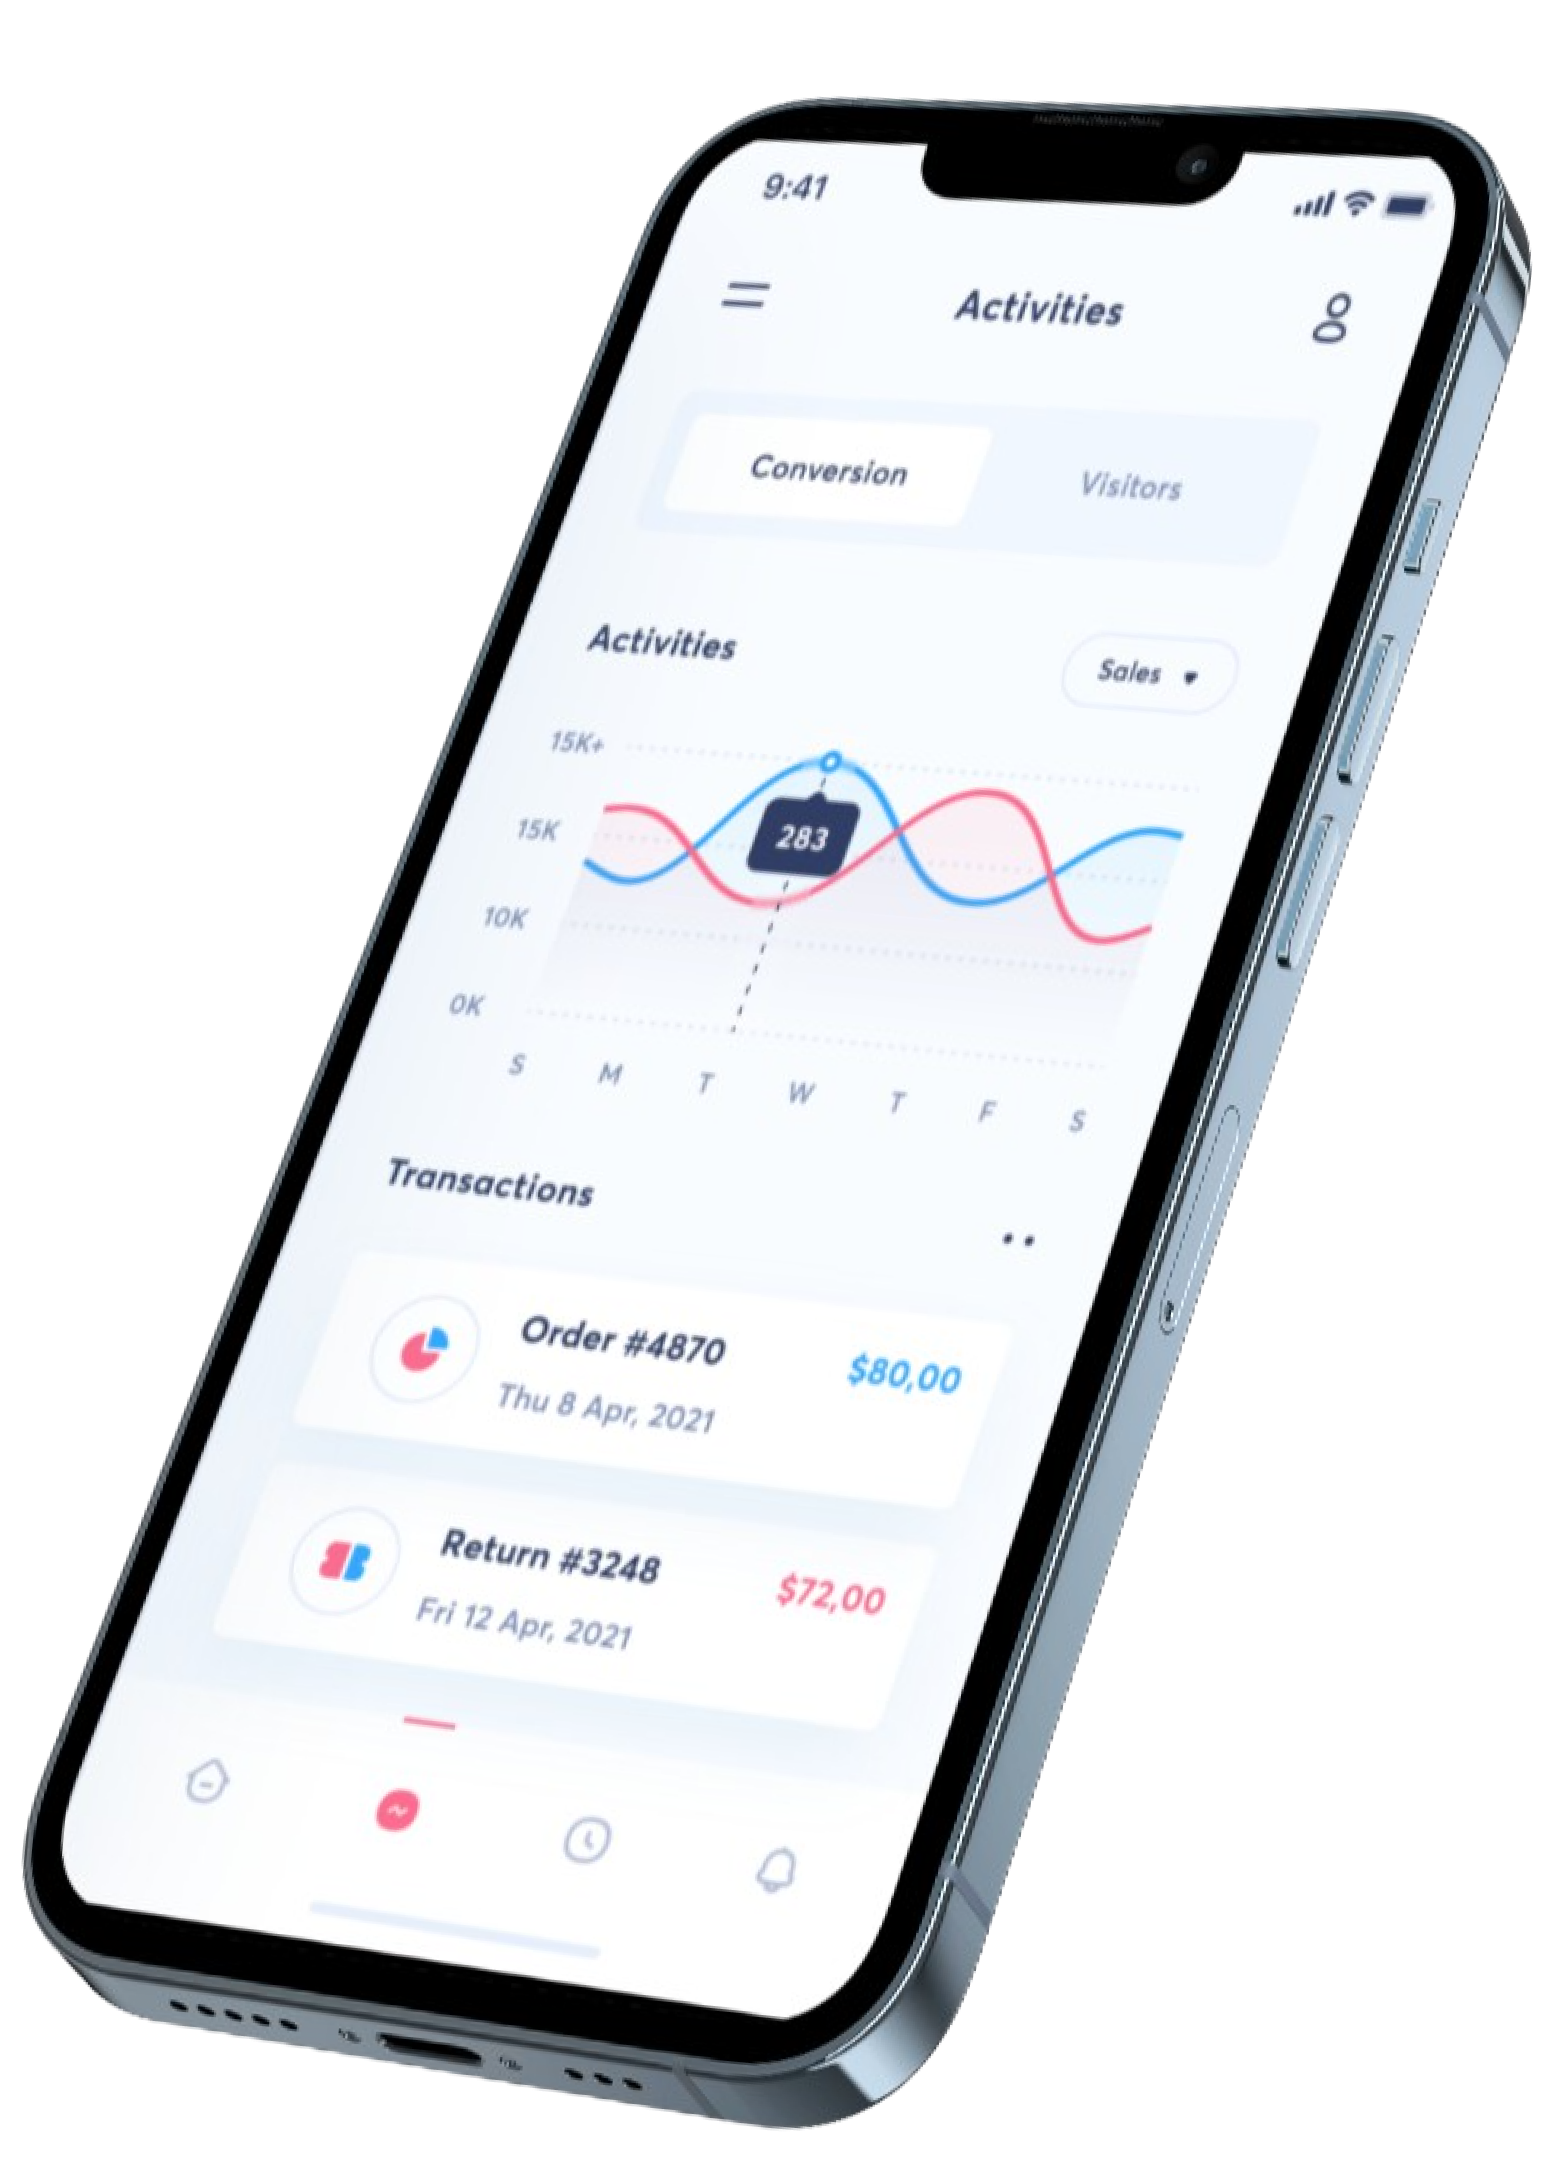 9:41
Activities
Conversion Visitors
Activities Sales
15K+
283
15K
10K
0K
S M T W T F S
Transactions
Order #4870 $80,00
Thu 8 Apr, 2021
Return #3248 $72,00
Fri 12 Apr, 2021